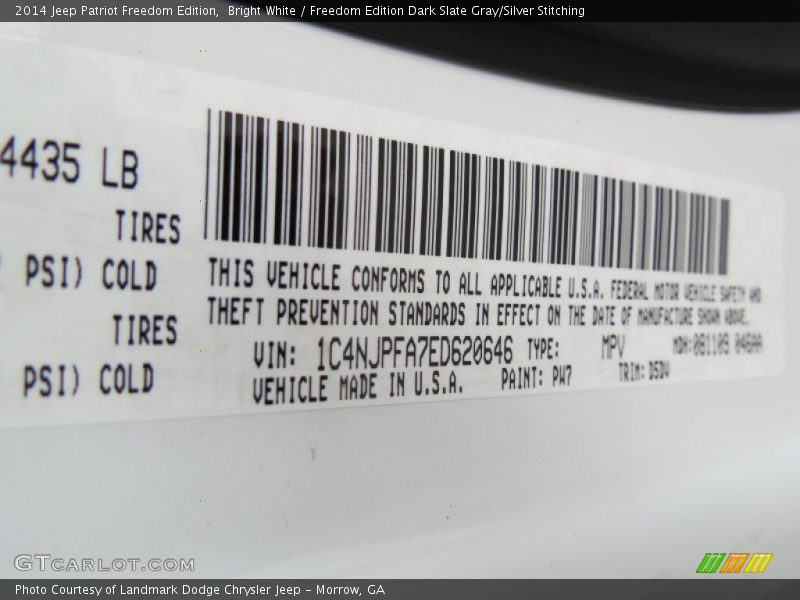 2014 Jeep Patriot Freedom Edition,  Bright White / Freedom Edition Dark Slate Gray/Silver Stitching
4435 LB
TIRES
PSI) COLD
TIRES
PSI) COLD
THIS VEHICLE CONFORMS TO ALL APPLICABLE U.S.A. FEDERAL MOTOR VEHICLE SAFETY AND
THEFT PREVENTION STANDARDS IN EFFECT ON THE DATE OF MANUFACTURE SHOWN ABOVE.
VIN: 1C4NJPFA7ED620646 TYPE: MPV MDH:
VEHICLE MADE IN U.S.A. PAINT: PW7 TRIM:
GTCARLOT.COM
Photo Courtesy of Landmark Dodge Chrysler Jeep – Morrow, GA